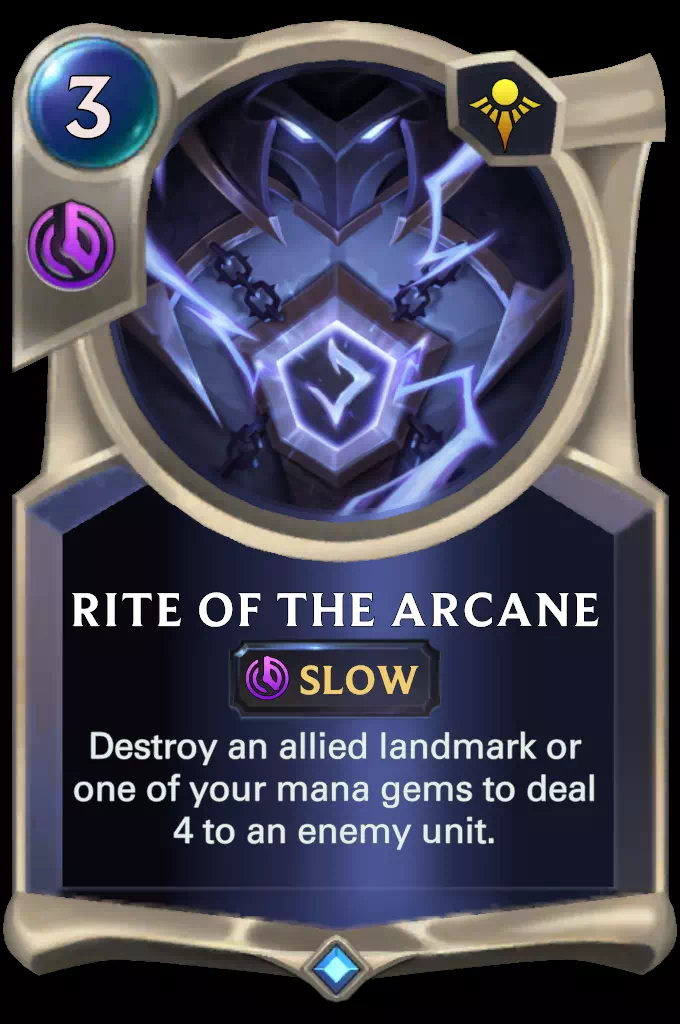 3
RITE OF THE ARCANE
SLOW
Destroy an allied landmark or
one of your mana gems to deal
4 to an enemy unit.